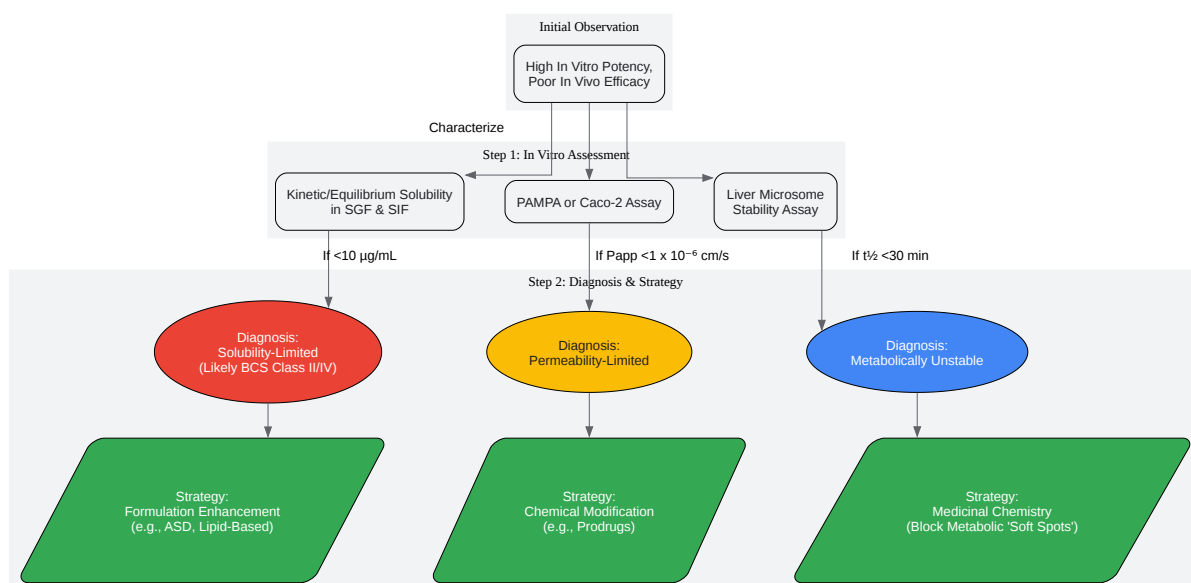 Initial Observation
High In Vitro Potency,
Poor In Vivo Efficacy
Characterize
Step 1: In Vitro Assessment
Kinetic/Equilibrium Solubility
in SGF & SIF
PAMPA or Caco-2 Assay
Liver Microsome
Stability Assay
If <10 µg/mL
If Papp <1 x 10⁻⁶ cm/s
If t½ <30 min
Step 2: Diagnosis & Strategy
Diagnosis:
Solubility-Limited
(Likely BCS Class II/IV)
Diagnosis:
Permeability-Limited
Diagnosis:
Metabolically Unstable
Strategy:
Formulation Enhancement
(e.g., ASD, Lipid-Based)
Strategy:
Chemical Modification
(e.g., Prodrugs)
Strategy:
Medicinal Chemistry
(Block Metabolic 'Soft Spots')